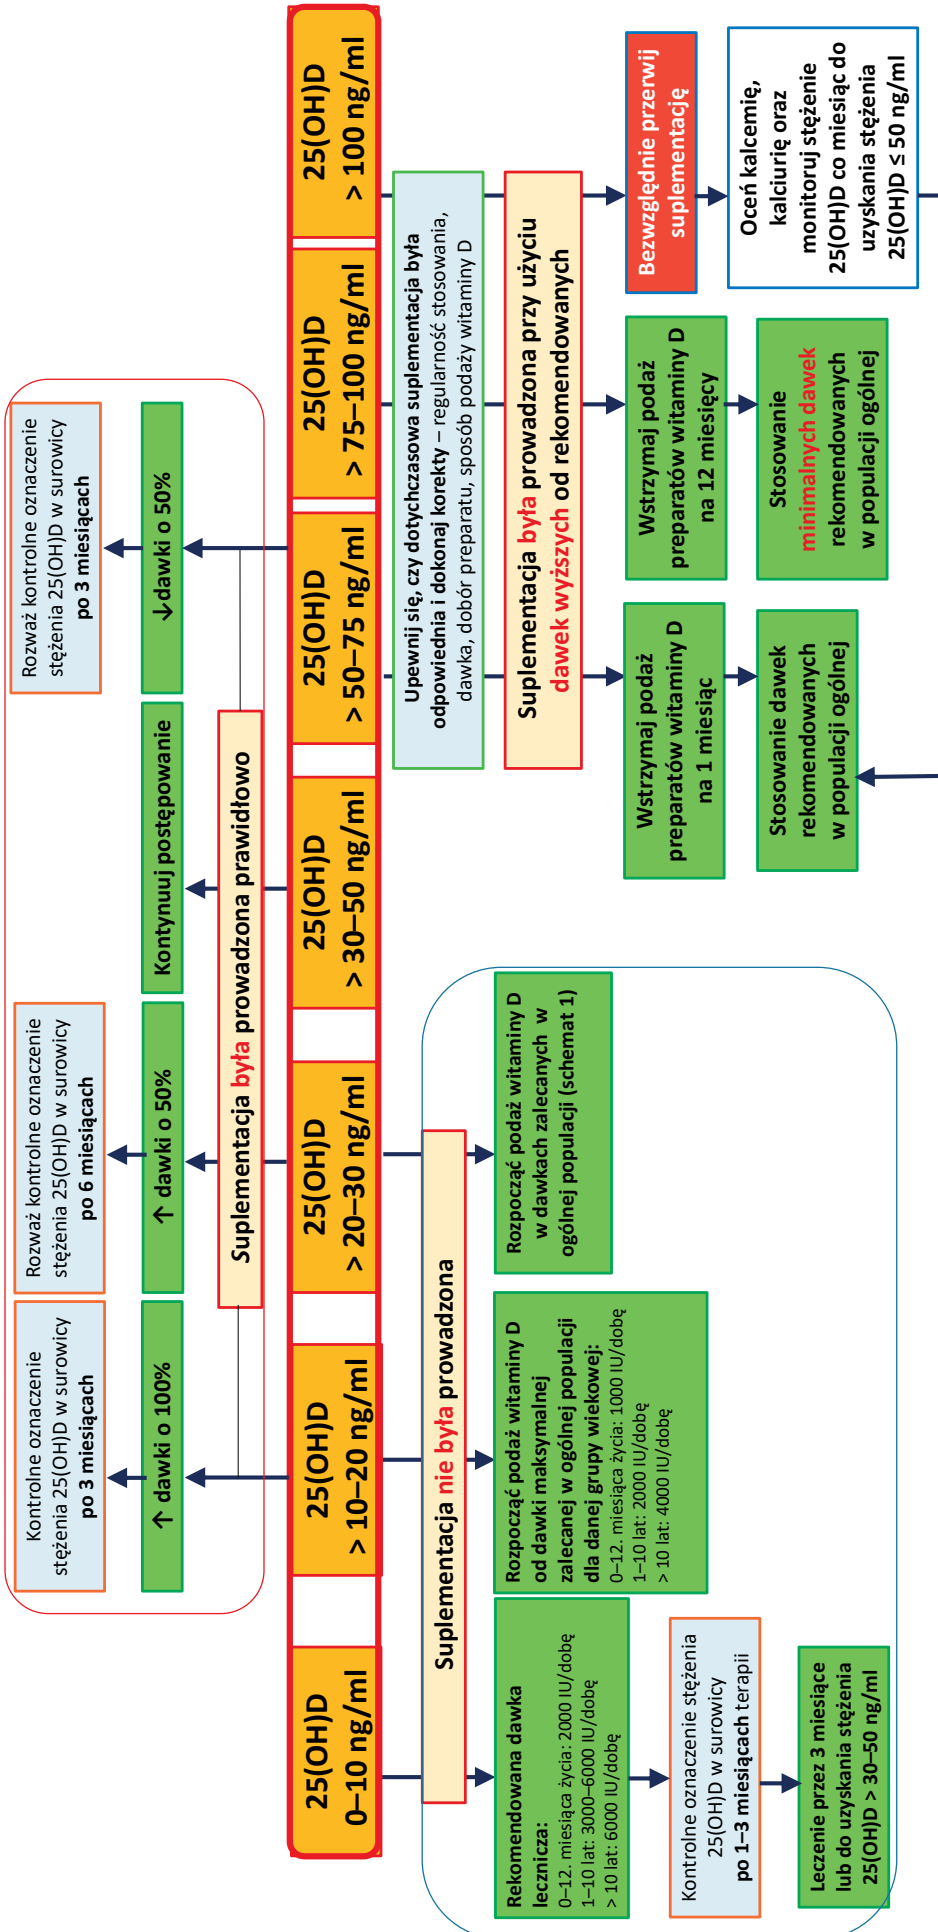 Kontrolne oznaczenie
stężenia 25(OH)D w surowicy
po 3 miesiącach
Rozważ kontrolne oznaczenie
stężenia 25(OH)D w surowicy
po 6 miesiącach
Rozważ kontrolne oznaczenie
stężenia 25(OH)D w surowicy
po 3 miesiącach
↑ dawki o 100%
↑ dawki o 50%
Kontynuuj postępowanie
↓dawki o 50%
Suplementacja była prowadzona prawidłowo
25(OH)D
0–10 ng/ml
25(OH)D
> 10–20 ng/ml
25(OH)D
> 20–30 ng/ml
25(OH)D
> 30–50 ng/ml
25(OH)D
> 50–75 ng/ml
25(OH)D
> 75–100 ng/ml
25(OH)D
> 100 ng/ml
Suplementacja nie była prowadzona
Rekomendowana dawka
lecznicza:
0–12. miesiąca życia: 2000 IU/dobę
1–10 lat: 3000–6000 IU/dobę
> 10 lat: 6000 IU/dobę
Kontrolne oznaczenie stężenia
25(OH)D w surowicy
po 1–3 miesiącach terapii
Leczenie przez 3 miesiące
lub do uzyskania stężenia
25(OH)D > 30–50 ng/ml
Rozpocząć podaż witaminy D
od dawki maksymalnej
zalecanej w ogólnej populacji
dla danej grupy wiekowej:
0–12. miesiąca życia: 1000 IU/dobę
1–10 lat: 2000 IU/dobę
> 10 lat: 4000 IU/dobę
Rozpocząć podaż witaminy D
w dawkach zalecanych w
ogólnej populacji (schemat 1)
Upewnij się, czy dotychczasowa suplementacja była
odpowiednia i dokonaj korekty – regularność stosowania,
dawka, dobór preparatu, sposób podaży witaminy D
Suplementacja była prowadzona przy użyciu
dawek wyższych od rekomendowanych
Wstrzymaj podaż
preparatów witaminy D
na 1 miesiąc
Stosowanie dawek
rekomendowanych
w populacji ogólnej
Wstrzymaj podaż
preparatów witaminy D
na 12 miesięcy
Stosowanie
minimalnych dawek
rekomendowanych
w populacji ogólnej
Bezwzględnie przerwij
suplementację
Oceń kalcemię,
kalciurię oraz
monitoruj stężenie
25(OH)D co miesiąc do
uzyskania stężenia
25(OH)D ≤ 50 ng/ml